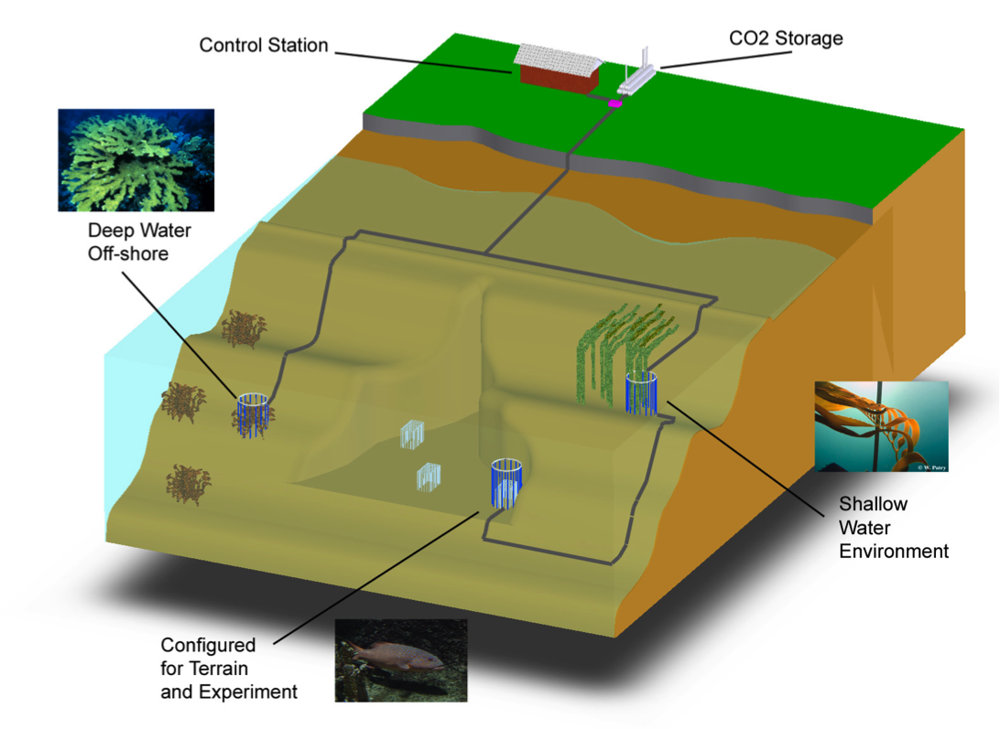 Control Station
CO2 Storage
Deep Water
Off-shore
© W. Patry
Shallow
Water
Environment
Configured
for Terrain
and Experiment